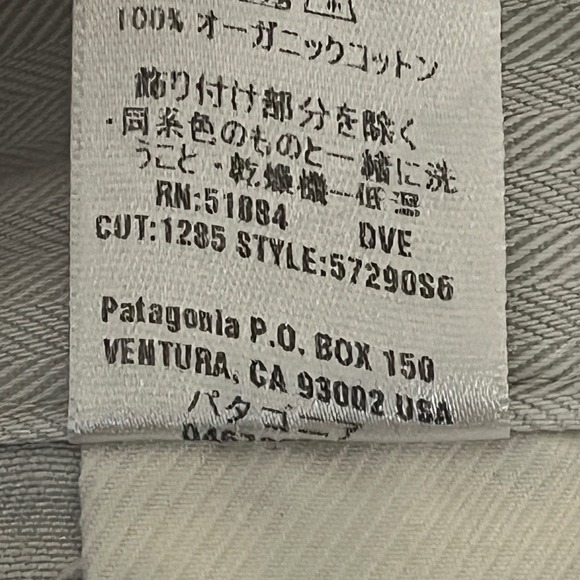 100% オーガニックコットン
飾り付け部分を除く
・同系色のものと一緒に洗
うこと・乾燥機ー低温
RN:51884 DVE
CUT:1285 STYLE:57290S6
Patagonia P.O. BOX 150
VENTURA, CA 93002 USA
パタゴニア